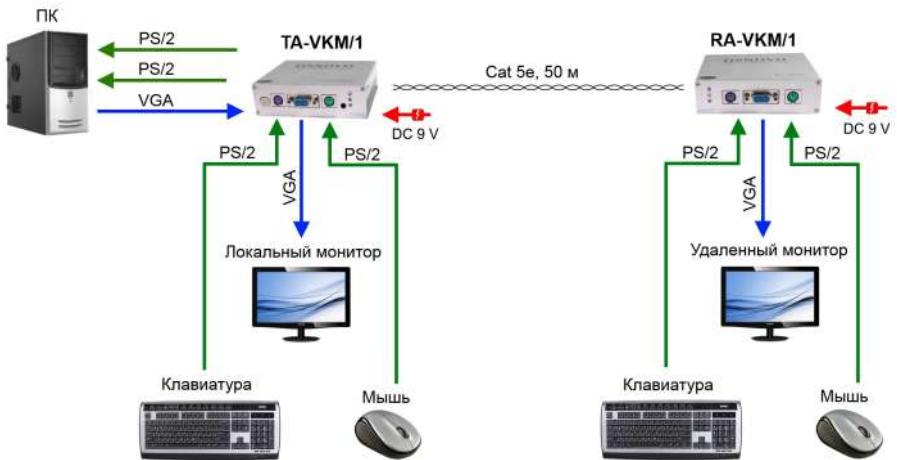 ПК
PS/2
PS/2
VGA
TA-VKM/1
Cat 5e, 50 м
RA-VKM/1
DC 9 V
DC 9 V
PS/2
VGA
PS/2
PS/2
VGA
PS/2
Локальный монитор
Удаленный монитор
Клавиатура
Мышь
Клавиатура
Мышь